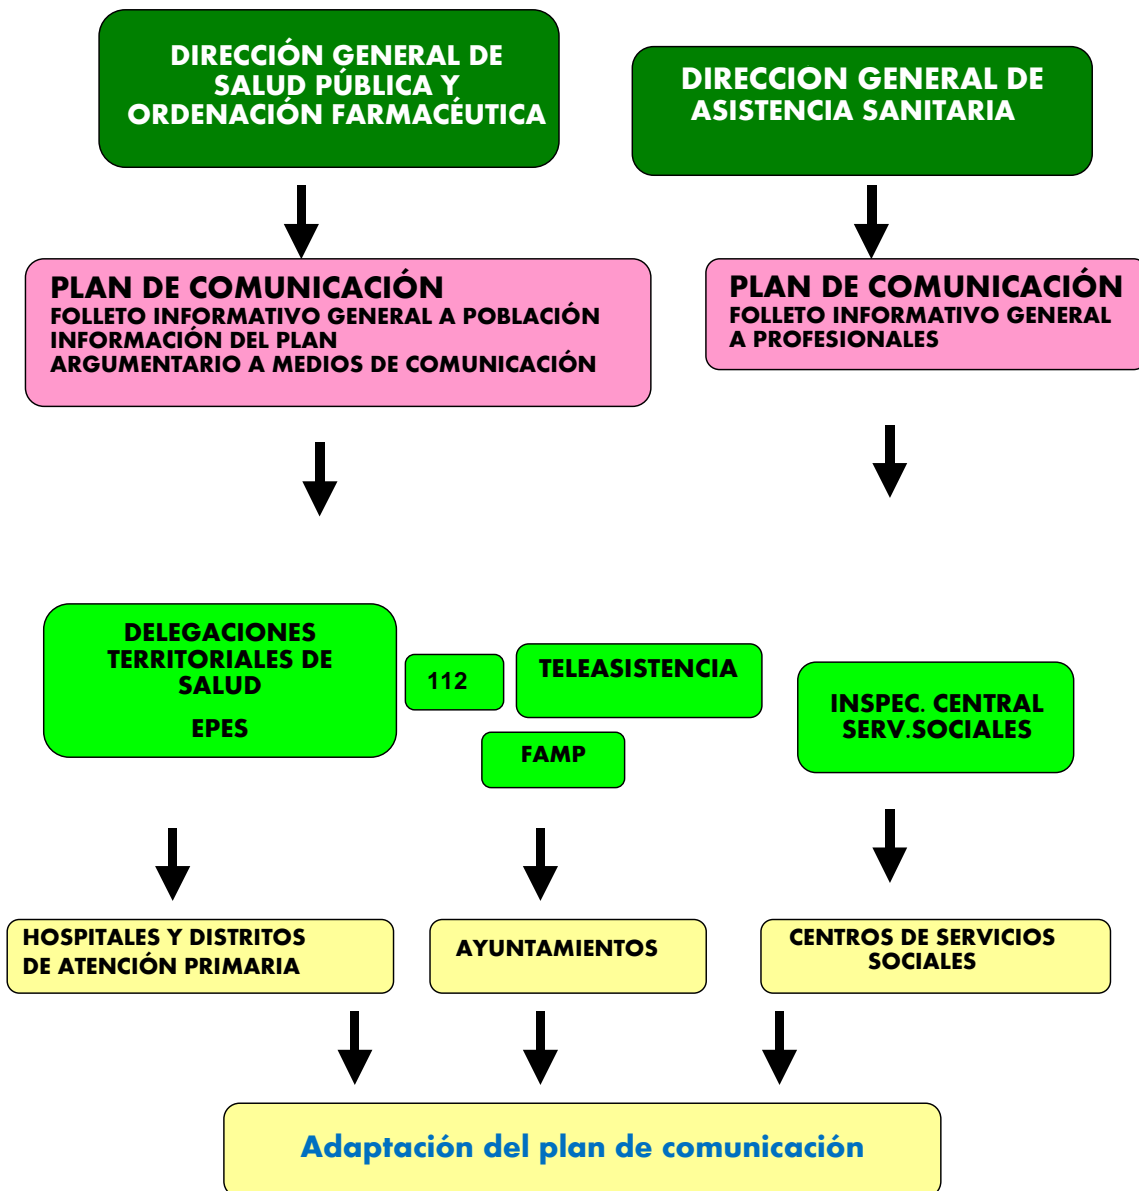 DIRECCIÓN GENERAL DE
SALUD PÚBLICA Y
ORDENACIÓN FARMACÉUTICA
DIRECCION GENERAL DE
ASISTENCIA SANITARIA
PLAN DE COMUNICACIÓN
FOLLETO INFORMATIVO GENERAL A POBLACIÓN
INFORMACIÓN DEL PLAN
ARGUMENTARIO A MEDIOS DE COMUNICACIÓN
PLAN DE COMUNICACIÓN
FOLLETO INFORMATIVO GENERAL
A PROFESIONALES
DELEGACIONES
TERRITORIALES DE
SALUD
EPES
112
TELEASISTENCIA
FAMP
INSPEC. CENTRAL
SERV.SOCIALES
HOSPITALES Y DISTRITOS
DE ATENCIÓN PRIMARIA
AYUNTAMIENTOS
CENTROS DE SERVICIOS
SOCIALES
Adaptación del plan de comunicación